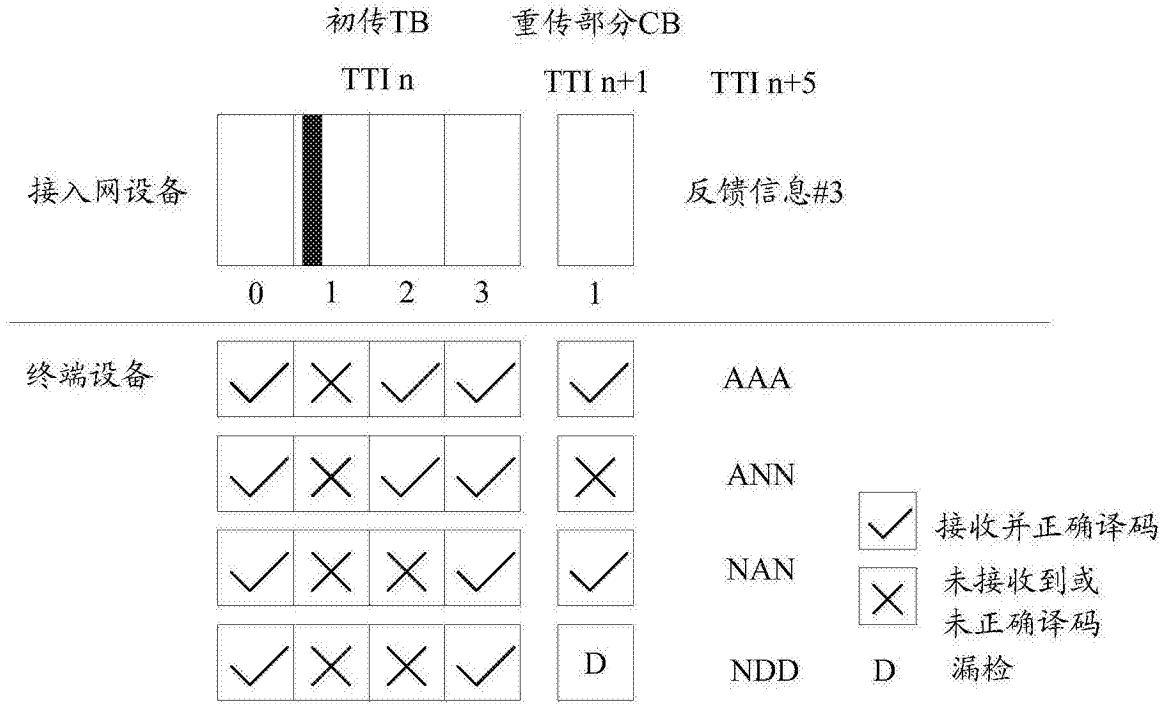 初传TB 重传部分CB
TTI n TTI n+1 TTI n+5
接入网设备 反馈信息#3
0 1 2 3 1
终端设备 AAA
ANN
接收并正确译码
NAN
未接收到或
未正确译码
D NDD D 漏检